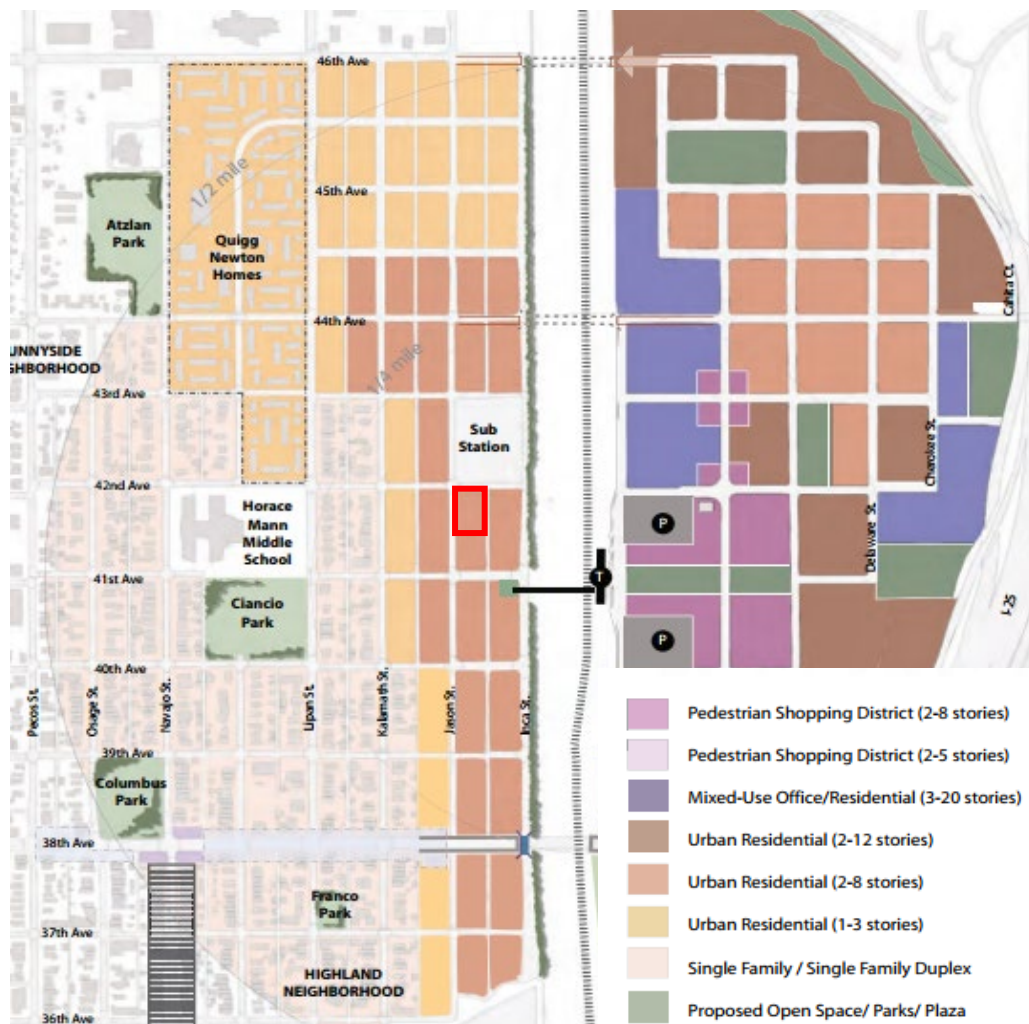 46th Ave
1/2 mile
45th Ave
Atzlan
Park
Quigg
Newton
Homes
Cahita Ct.
44th Ave
UNNYSIDE
GHBORHOOD
1/4 mile
43rd Ave
Sub
Station
Cherokee St.
42nd Ave
Horace
Mann
Middle
School
P
Delaware St.
41st Ave
T
I-25
Ciancio
Park
P
40th Ave
Pecos St.
Osage St.
Navajo St.
Lipan St.
Kalamath St.
Jason St.
Inca St.
39th Ave
Columbus
Park
38th Ave
Franco
Park
37th Ave
HIGHLAND
NEIGHBORHOOD
36th Ave
Pedestrian Shopping District (2-8 stories)
Pedestrian Shopping District (2-5 stories)
Mixed-Use Office/Residential (3-20 stories)
Urban Residential (2-12 stories)
Urban Residential (2-8 stories)
Urban Residential (1-3 stories)
Single Family / Single Family Duplex
Proposed Open Space/ Parks/ Plaza